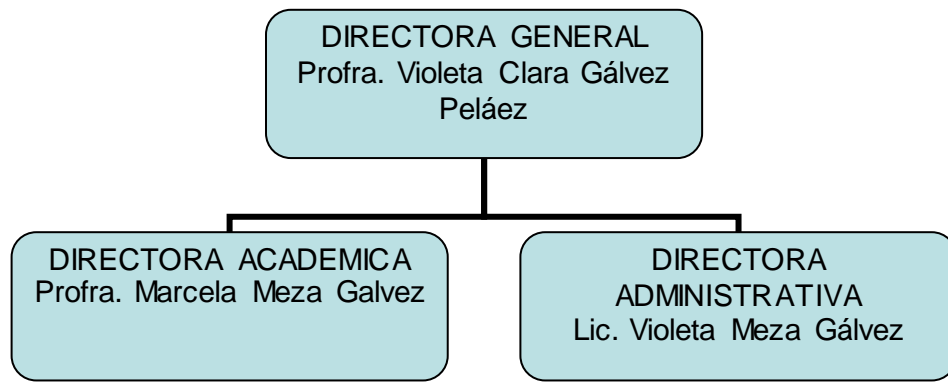 DIRECTORA GENERAL
Profra. Violeta Clara Gálvez
Peláez
DIRECTORA ACADEMICA
Profra. Marcela Meza Galvez
DIRECTORA
ADMINISTRATIVA
Lic. Violeta Meza Gálvez